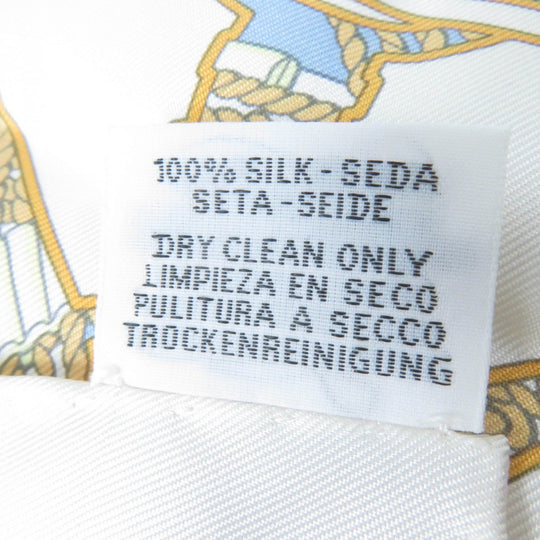 100% SILK - SEDA
SETA - SEIDE
DRY CLEAN ONLY
LIMPIEZA EN SECO
PULITURA A SECCO
TROCKENREINIGUNG